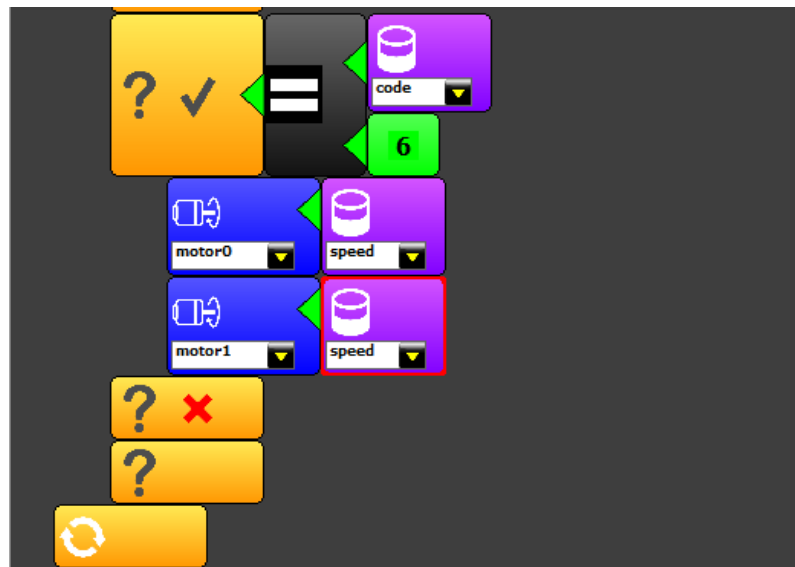 ? ✓
=
code
6
motor0 speed
motor1 speed
?
?